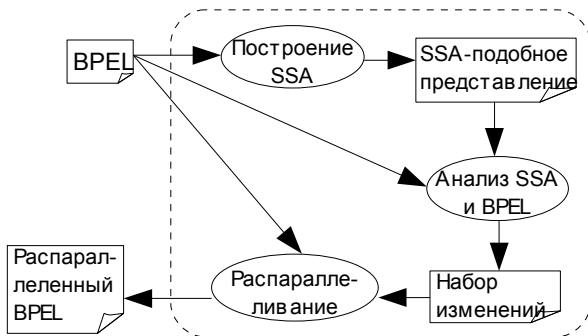 BPEL
Построение
SSA
SSA-подобное
представление
Анализ SSA
и BPEL
Набор
изменений
Распаралле-
ливание
Распарал-
леленный
BPEL